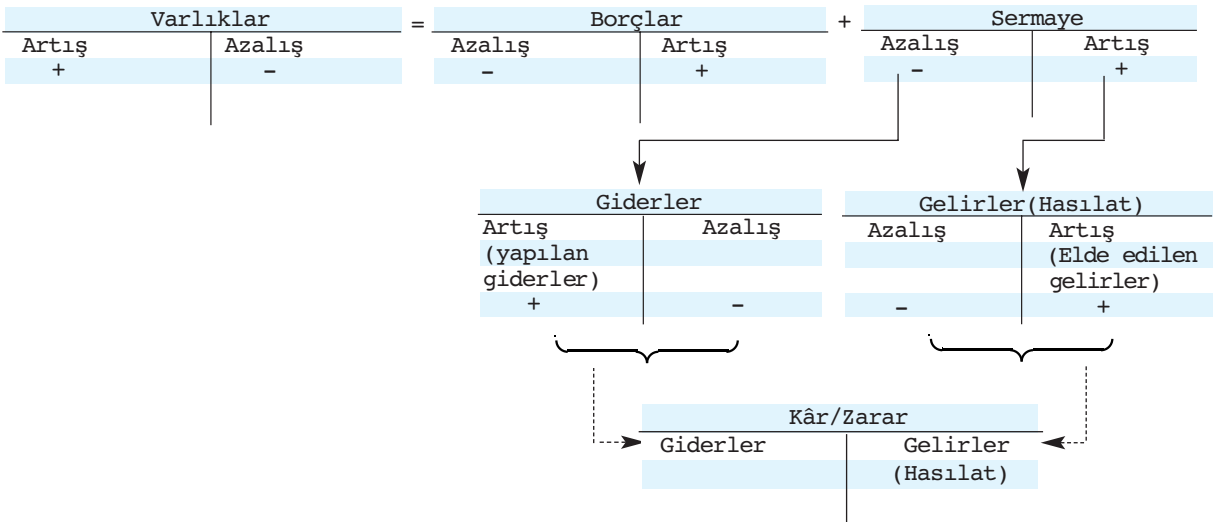 Varlıklar = Borçlar + Sermaye
Artış Azalış Azalış Artış Azalış Artış
+ – – + – +
Giderler Gelirler(Hasılat)
Artış Azalış Azalış Artış
(yapılan (Elde edilen
giderler) gelirler)
+ – – +
Kâr/Zarar
Giderler Gelirler
(Hasılat)